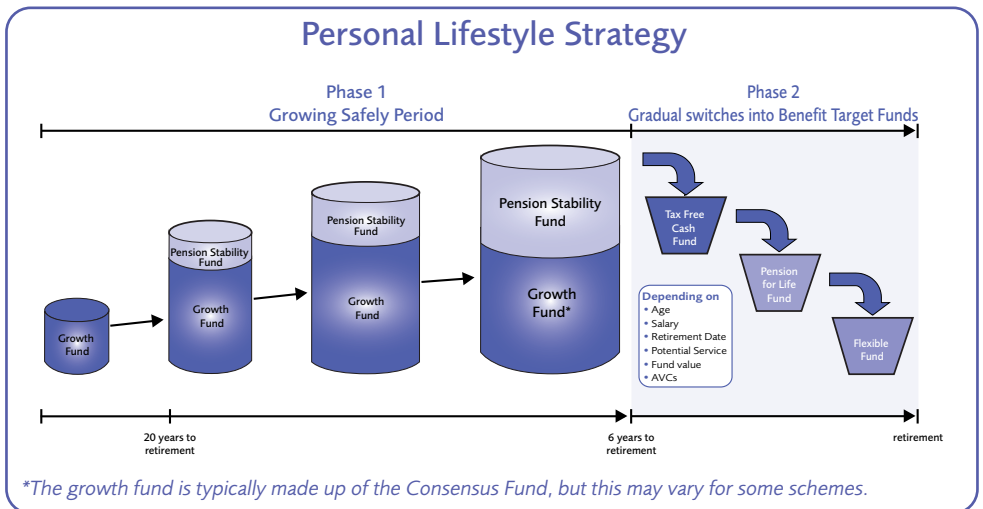 Personal Lifestyle Strategy
Phase 1
Growing Safely Period
Phase 2
Gradual switches into Benefit Target Funds
Growth
Fund
Pension Stability
Fund
Growth
Fund
Pension Stability
Fund
Growth
Fund
Pension Stability
Fund
Growth
Fund*
Tax Free
Cash
Fund
Pension
for Life
Fund
Flexible
Fund
Depending on
• Age
• Salary
• Retirement Date
• Potential Service
• Fund value
• AVCs
20 years to
retirement
6 years to
retirement
retirement
*The growth fund is typically made up of the Consensus Fund, but this may vary for some schemes.